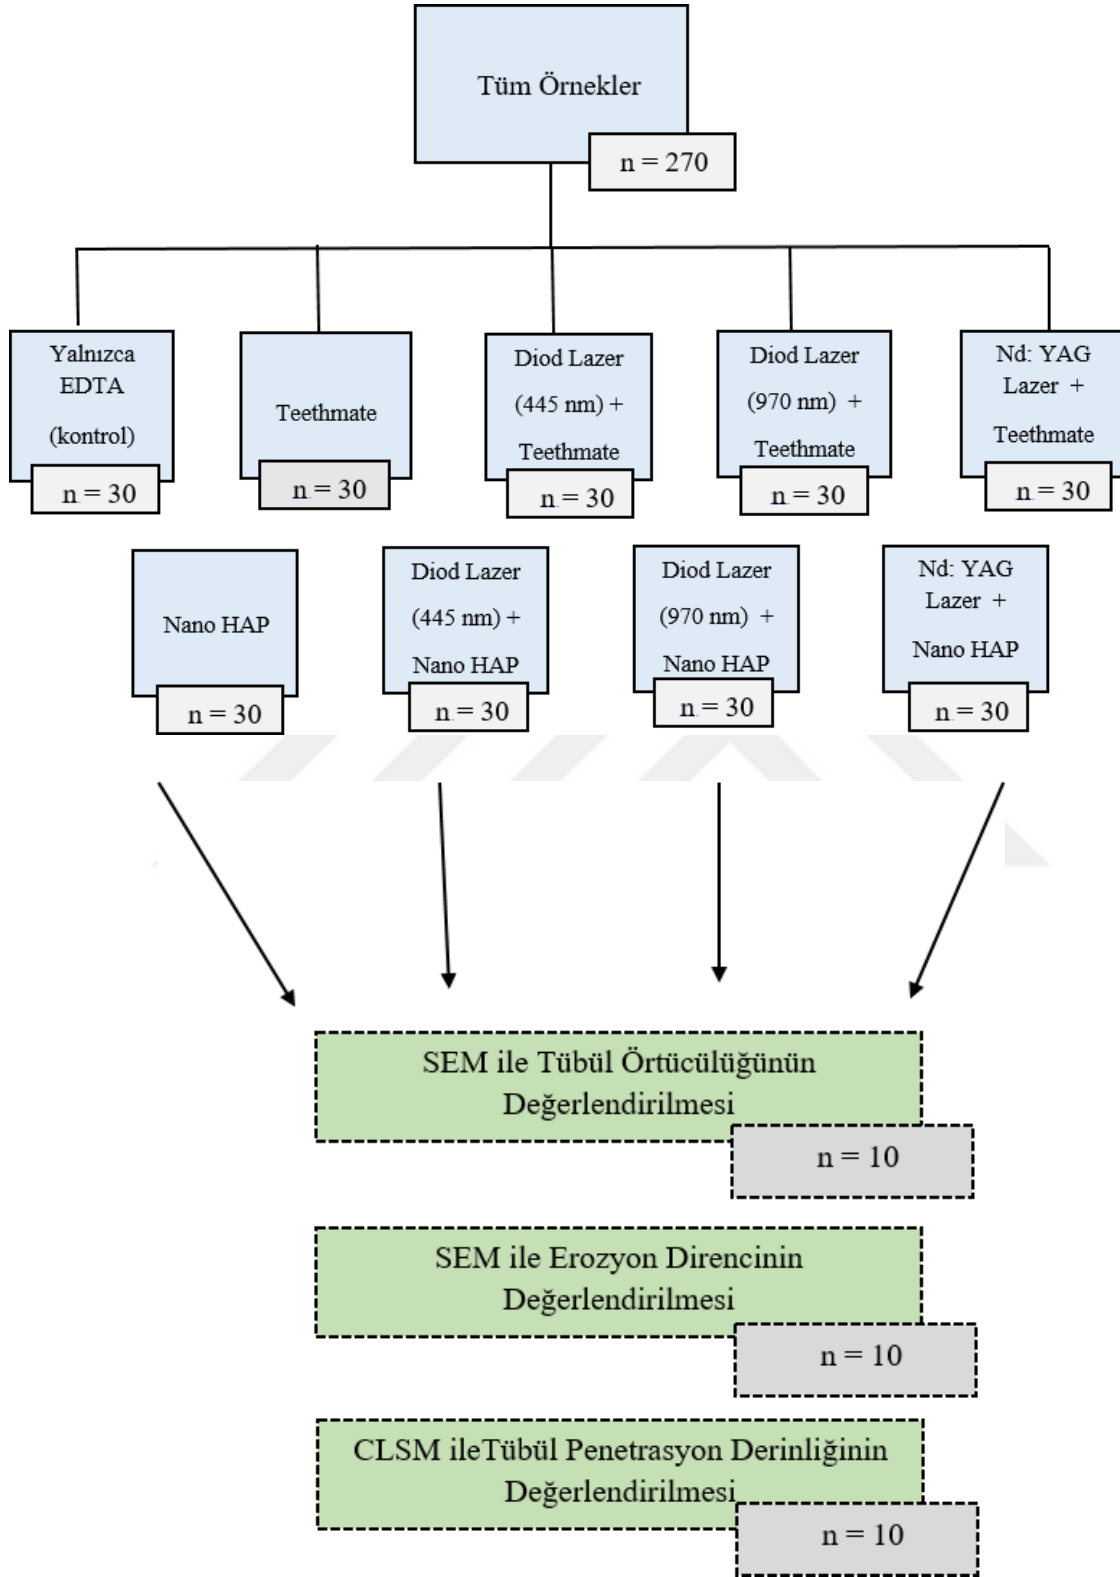 Tüm Örnekler
n = 270
Yalnızca
EDTA
(kontrol)
n = 30
Teethmate
n = 30
Diod Lazer
(445 nm) +
Teethmate
n = 30
Diod Lazer
(970 nm) +
Teethmate
n = 30
Nd: YAG
Lazer +
Teethmate
n = 30
Nano HAP
n = 30
Diod Lazer
(445 nm) +
Nano HAP
n = 30
Diod Lazer
(970 nm) +
Nano HAP
n = 30
Nd: YAG
Lazer +
Nano HAP
n = 30
SEM ile Tübül Örtücülüğünün
Değerlendirilmesi
n = 10
SEM ile Erozyon Direncinin
Değerlendirilmesi
n = 10
CLSM ileTübül Penetrasyon Derinliğinin
Değerlendirilmesi
n = 10